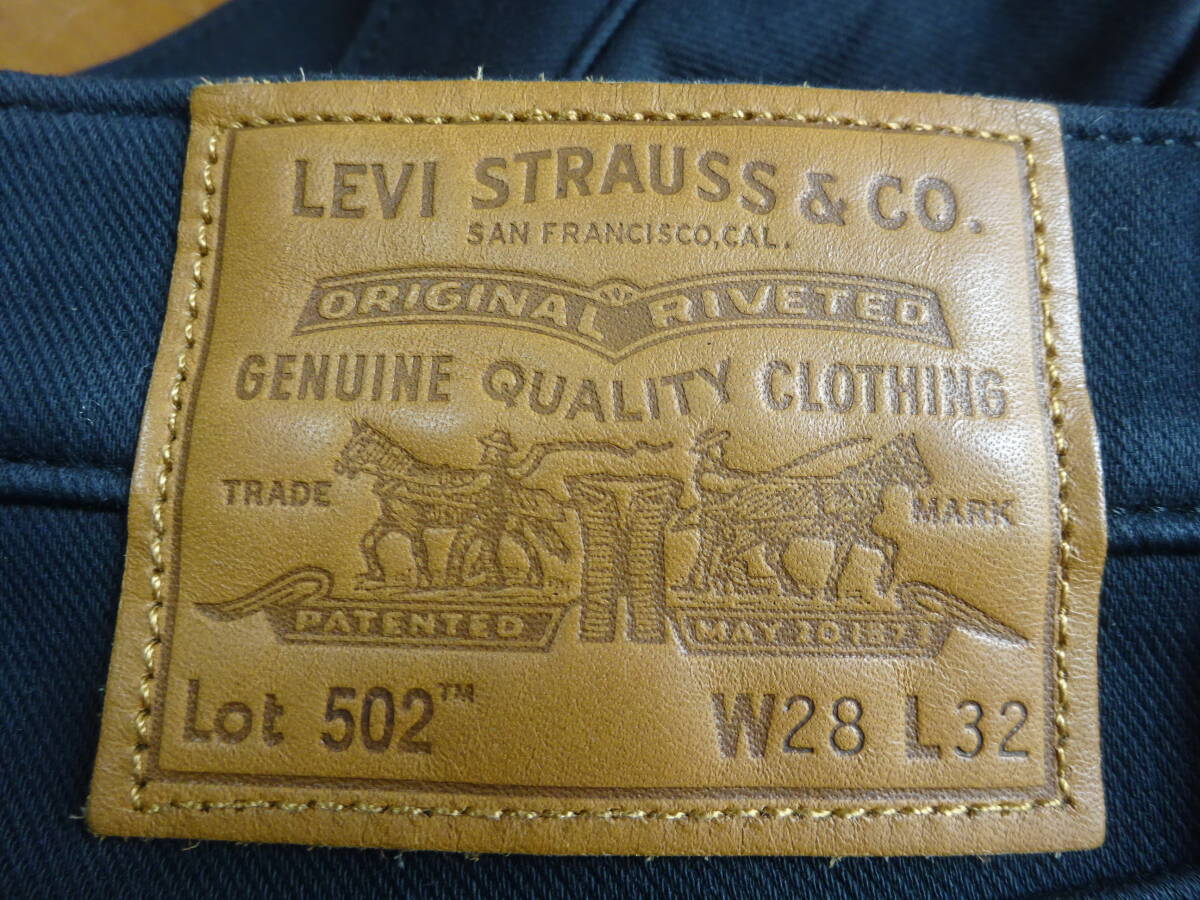 LEVI STRAUSS & CO.
SAN FRANCISCO, CAL.
ORIGINAL RIVETED
GENUINE QUALITY CLOTHING
TRADE MARK
PATENTED MAY 20 1873
Lot 502™ W28 L32